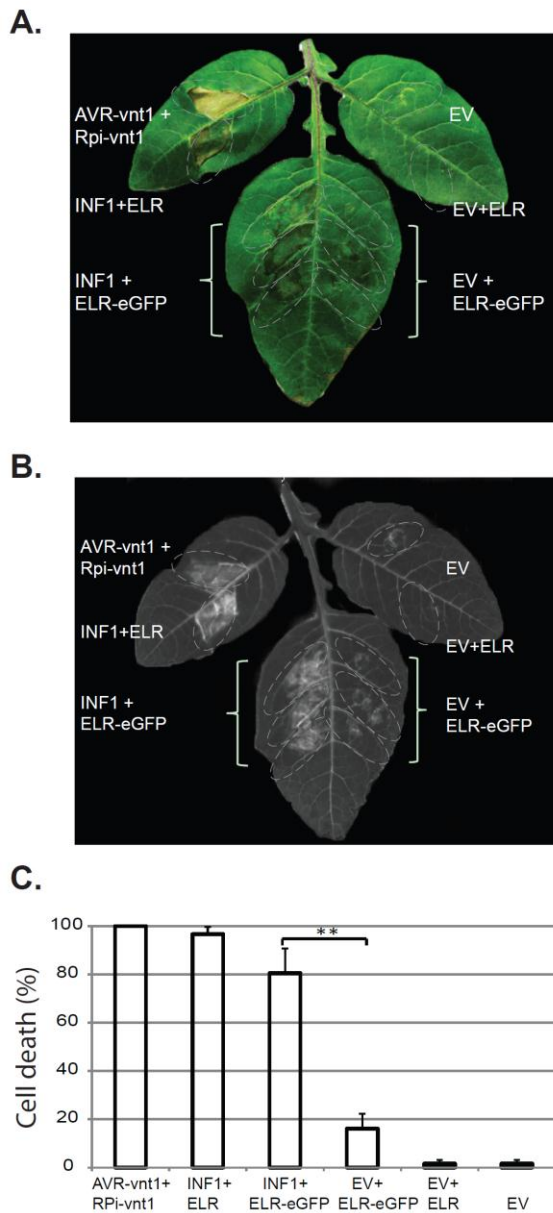 A.
AVR-vnt1 +
Rpi-vnt1
EV
INF1+ELR
EV+ELR
INF1 +
ELR-eGFP
EV +
ELR-eGFP
B.
AVR-vnt1 +
Rpi-vnt1
EV
INF1+ELR
EV+ELR
INF1 +
ELR-eGFP
EV +
ELR-eGFP
C.
Cell death (%)
100
80
60
40
20
0
**
AVR-vnt1+
RPi-vnt1
INF1+
ELR
INF1+
ELR-eGFP
EV+
ELR-eGFP
EV+
ELR
EV